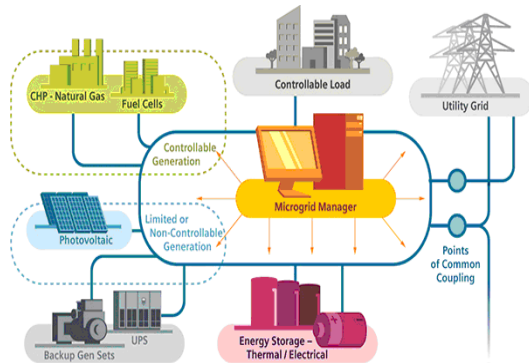 CHP - Natural Gas
Fuel Cells
Controllable
Generation
Controllable Load
Utility Grid
Microgrid Manager
Photovoltaic
Limited or
Non-Controllable
Generation
Points
of Common
Coupling
UPS
Backup Gen Sets
Energy Storage –
Thermal / Electrical